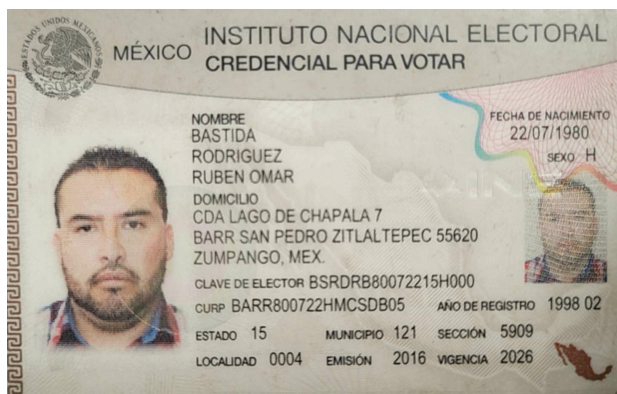 ESTADOS UNIDOS MEXICANOS
MÉXICO
INSTITUTO NACIONAL ELECTORAL
CREDENCIAL PARA VOTAR
NOMBRE
BASTIDA
RODRIGUEZ
RUBEN OMAR
FECHA DE NACIMIENTO
22/07/1980
SEXO H
DOMICILIO
CDA LAGO DE CHAPALA 7
BARR SAN PEDRO ZITLALTEPEC 55620
ZUMPANGO, MEX.
CLAVE DE ELECTOR BSRDRB80072215H000
CURP BARR800722HMCSDB05 AÑO DE REGISTRO 1998 02
ESTADO 15 MUNICIPIO 121 SECCIÓN 5909
LOCALIDAD 0004 EMISIÓN 2016 VIGENCIA 2026